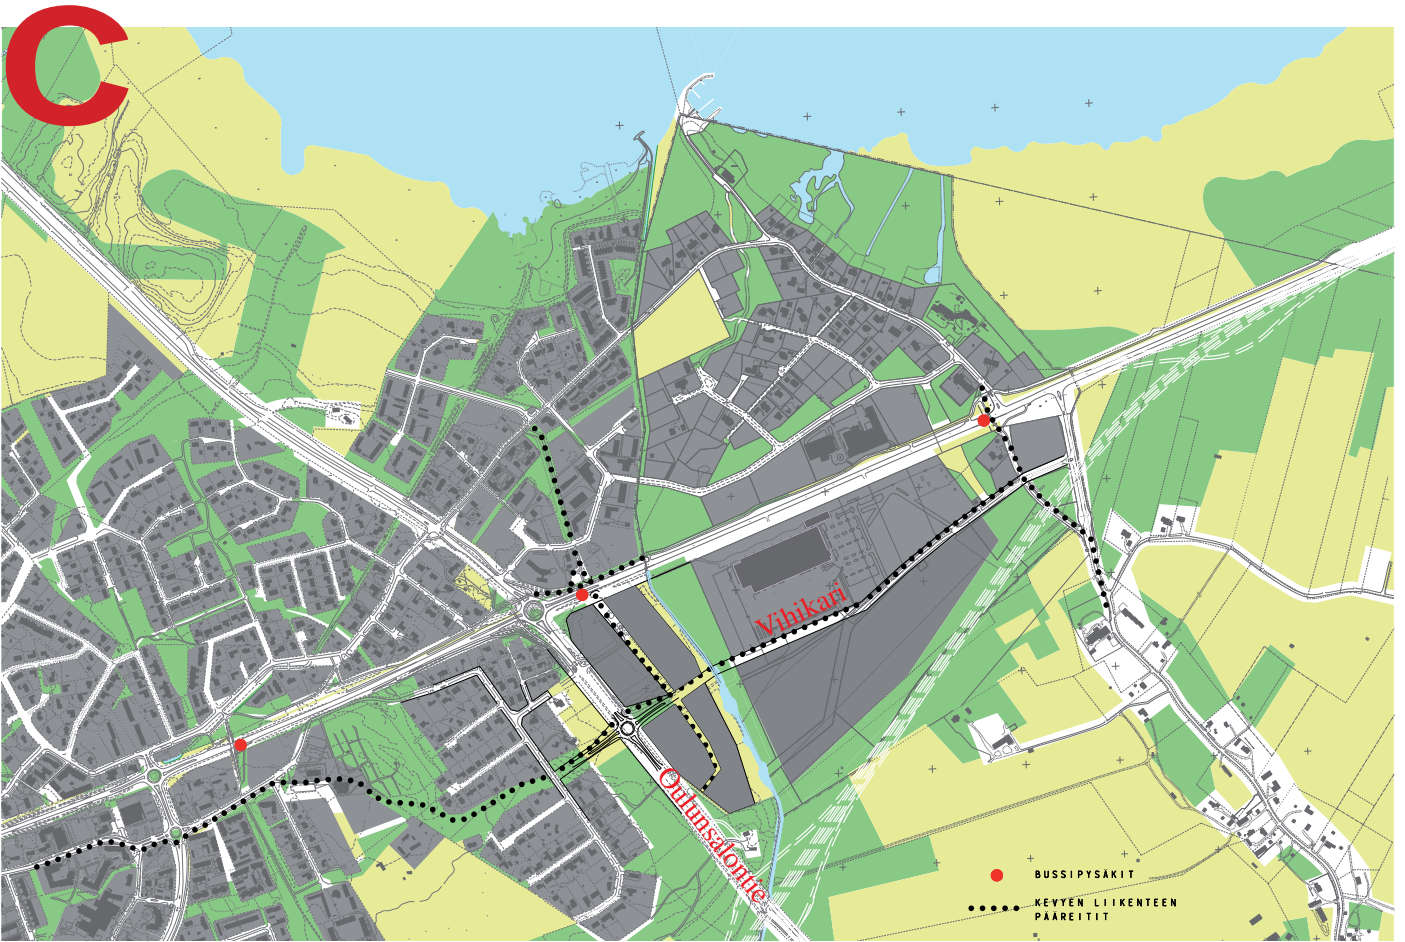 C
Vihikari
Oulunsalontie
BUSSIPYSÄKIT
KEVYEN LIIKENTEEN
PÄÄREITIT